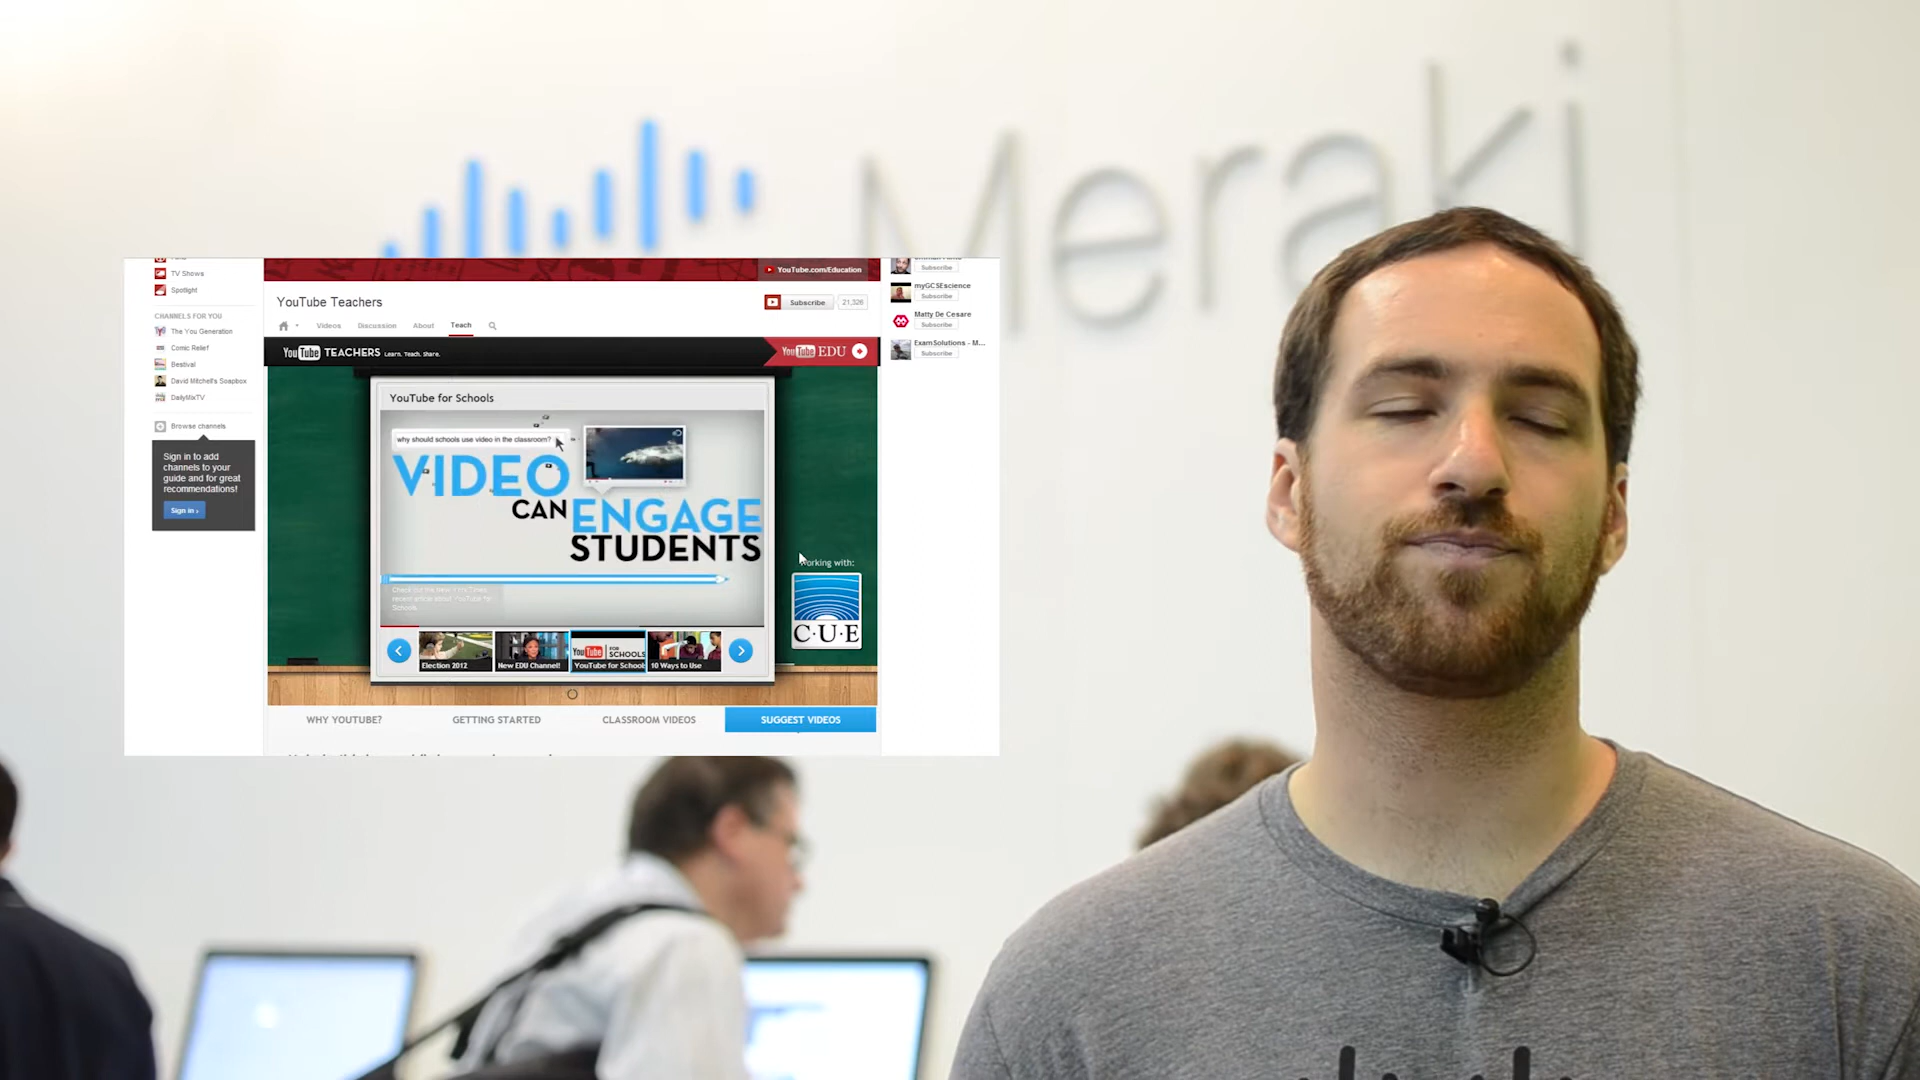 Meraki
TV Shows
Spotlight
CHANNELS FOR YOU
The You Generation
Comic Relief
Bestival
David Mitchell's Soapbox
DailyMixTV
Browse channels
Sign in to add
channels to your
guide and for great
recommendations!
Sign in ›
YouTube.com/Education
YouTube Teachers
Subscribe
21,326
Videos
Discussion
About
Teach
YouTube TEACHERS Learn. Teach. Share.
YouTube EDU
YouTube for Schools
why should schools use video in the classroom?
VIDEO
CAN ENGAGE
STUDENTS
Working with:
C·U·E
Election 2012
New EDU Channel!
YouTube FOR SCHOOLS
YouTube for School
10 Ways to Use
WHY YOUTUBE?
GETTING STARTED
CLASSROOM VIDEOS
SUGGEST VIDEOS
Subscribe
myGCSEscience
Subscribe
Matty De Cesare
Subscribe
ExamSolutions - M...
Subscribe